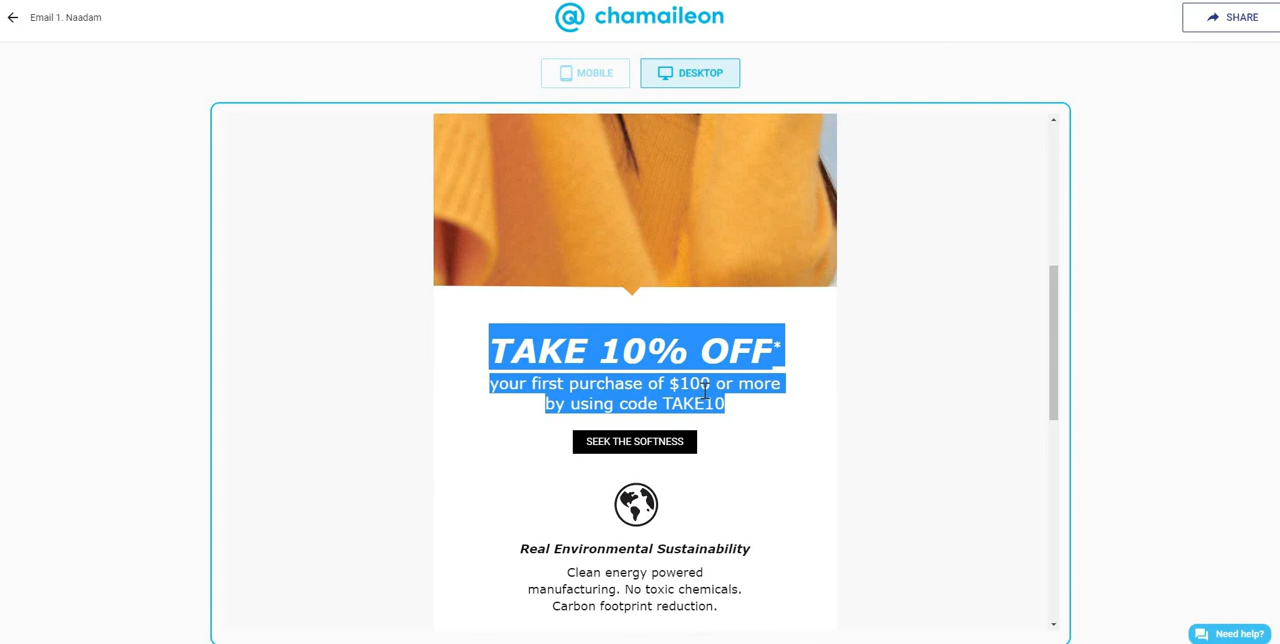 Email 1. Naadam
@ chamaileon
SHARE
MOBILE
DESKTOP
TAKE 10% OFF*
your first purchase of $100 or more
by using code TAKE10
SEEK THE SOFTNESS
Real Environmental Sustainability
Clean energy powered
manufacturing. No toxic chemicals.
Carbon footprint reduction.
Need help?